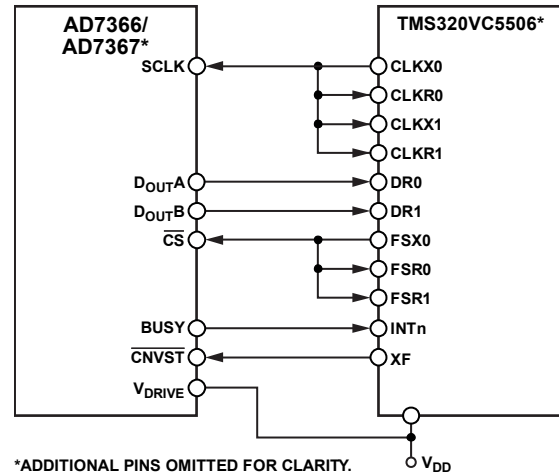 AD7366/
AD7367*
TMS320VC5506*
SCLK
CLKX0
CLKR0
CLKX1
CLKR1
DOUTA
DR0
DOUTB
DR1
CS
FSX0
FSR0
FSR1
BUSY
INTn
CNVST
XF
VDRIVE
*ADDITIONAL PINS OMITTED FOR CLARITY.
VDD